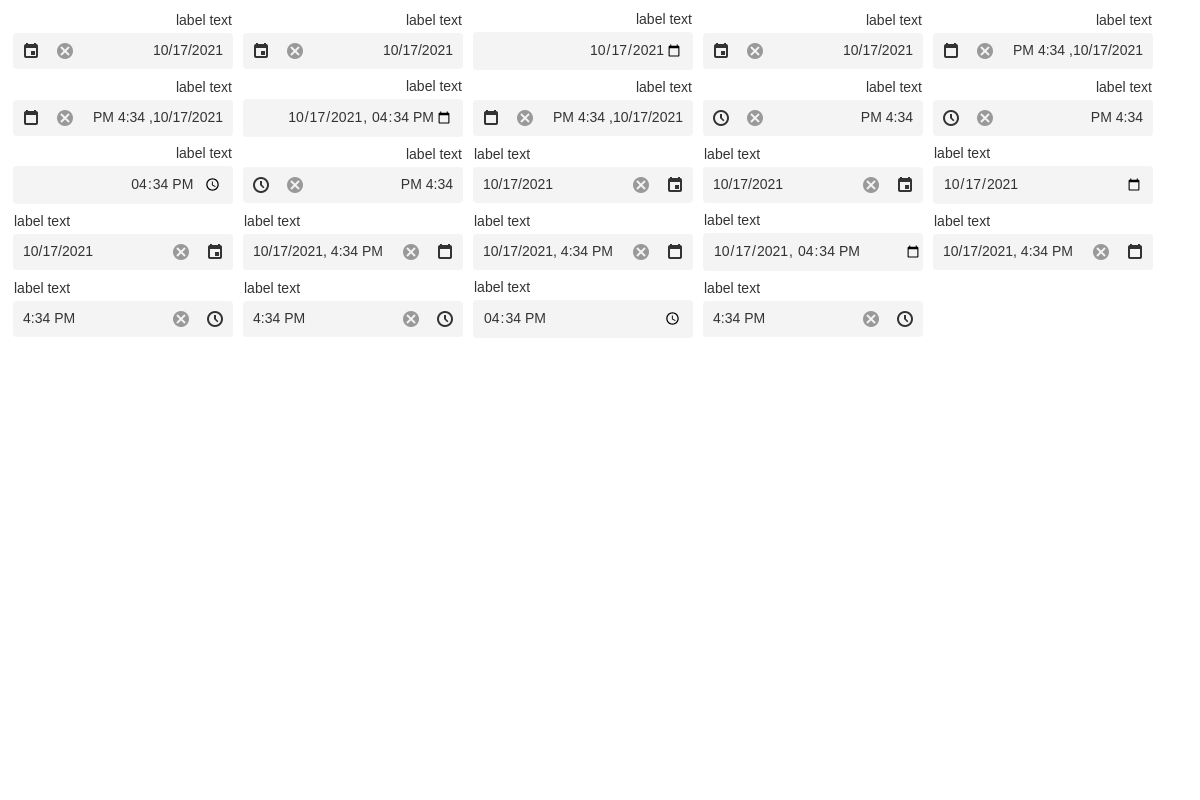 label text
label text
label text
label text
label text
10/17/2021
10/17/2021
10/17/2021
10/17/2021
PM 4:34 ,10/17/2021
label text
label text
label text
label text
label text
PM 4:34 ,10/17/2021
10/17/2021, 04:34 PM
PM 4:34 ,10/17/2021
PM 4:34
PM 4:34
label text
label text
label text
label text
label text
04:34 PM
PM 4:34
10/17/2021
10/17/2021
10/17/2021
label text
label text
label text
label text
label text
10/17/2021
10/17/2021, 4:34 PM
10/17/2021, 4:34 PM
10/17/2021, 04:34 PM
10/17/2021, 4:34 PM
label text
label text
label text
label text
4:34 PM
4:34 PM
04:34 PM
4:34 PM